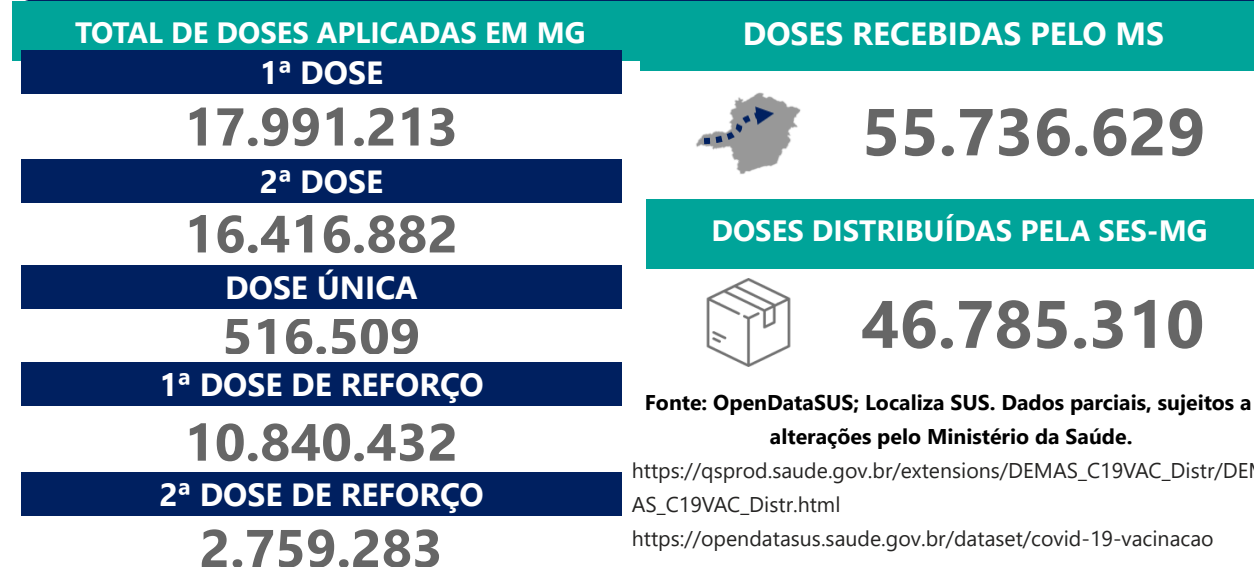 TOTAL DE DOSES APLICADAS EM MG
1ª DOSE
17.991.213
2ª DOSE
16.416.882
DOSE ÚNICA
516.509
1ª DOSE DE REFORÇO
10.840.432
2ª DOSE DE REFORÇO
2.759.283
DOSES RECEBIDAS PELO MS
55.736.629
DOSES DISTRIBUÍDAS PELA SES-MG
46.785.310
Fonte: OpenDataSUS; Localiza SUS. Dados parciais, sujeitos a
alterações pelo Ministério da Saúde.
https://qsprod.saude.gov.br/extensions/DEMAS_C19VAC_Distr/DEM
AS_C19VAC_Distr.html
https://opendatasus.saude.gov.br/dataset/covid-19-vacinacao